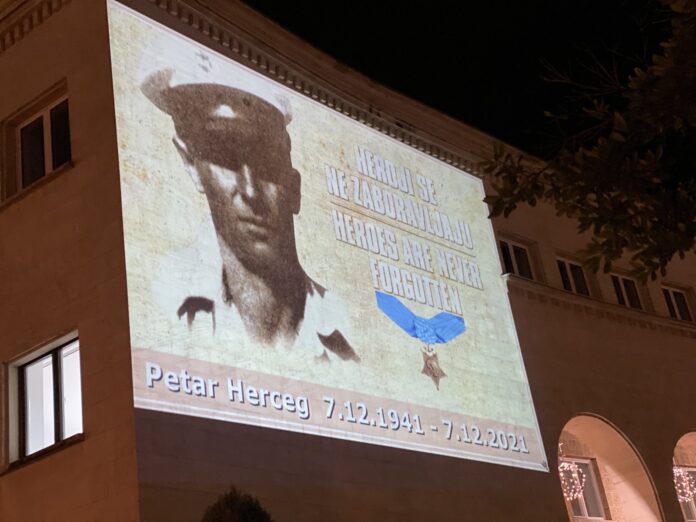 HEROJI SE
NE ZABORAVLJAJU
HEROES ARE NEVER
FORGOTTEN
Petar Herceg 7.12.1941 - 7.12.2021